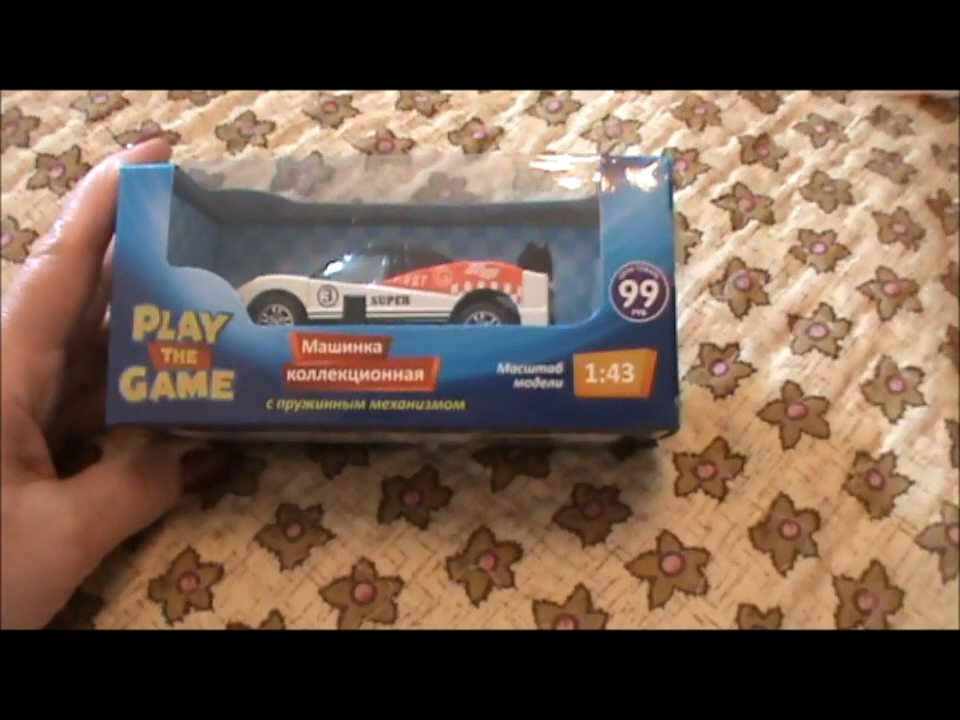 PLAY
THE
GAME
Машинка
коллекционная
с пружинным механизмом
Масштаб
модели
1:43
99
РУБ
3
SUPER